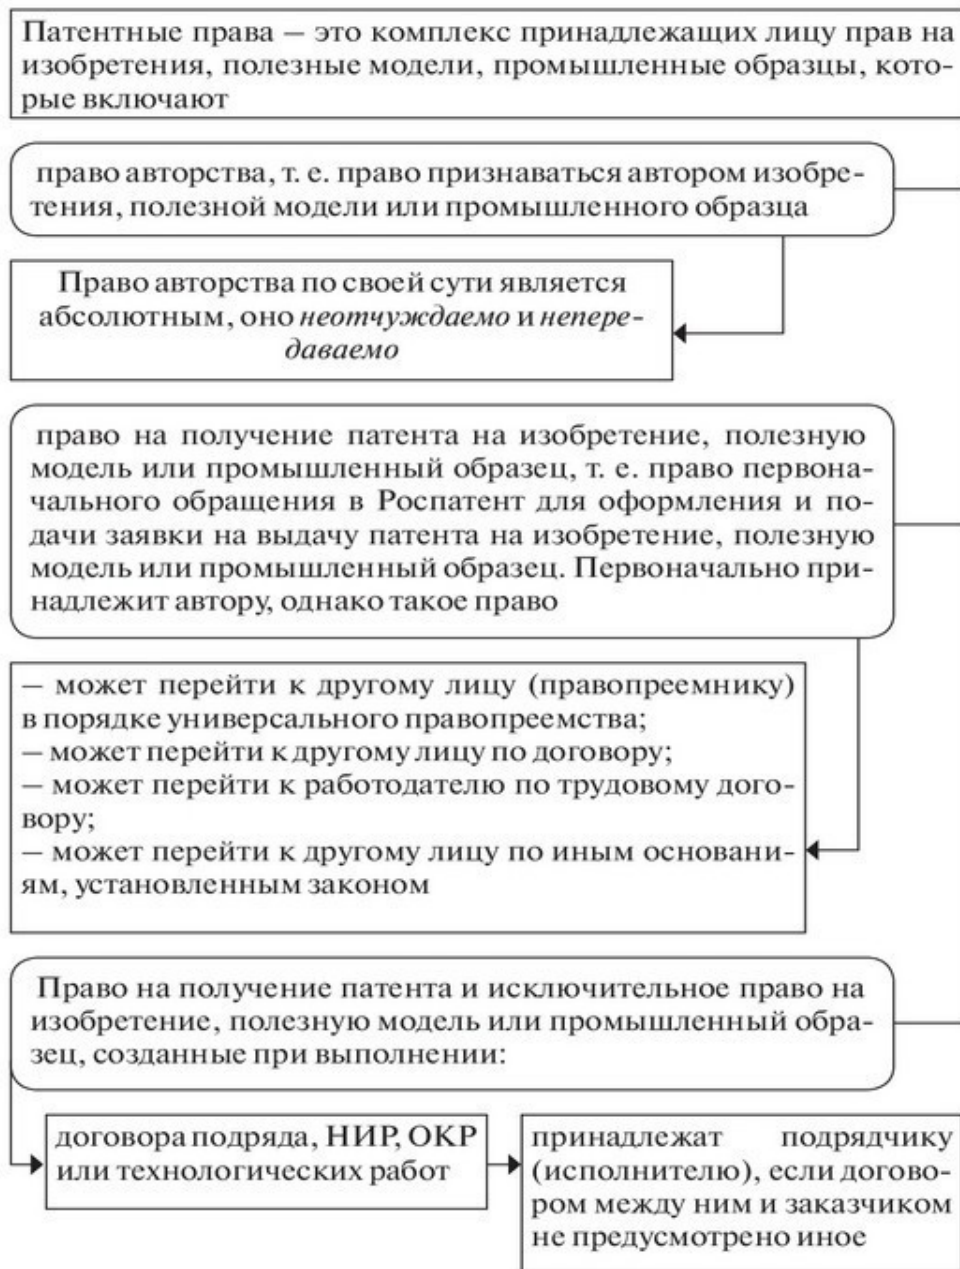 Патентные права – это комплекс принадлежащих лицу прав на
изобретения, полезные модели, промышленные образцы, кото-
рые включают
право авторства, т. е. право признаваться автором изобре-
тения, полезной модели или промышленного образца
Право авторства по своей сути является
абсолютным, оно неотчуждаемо и непере-
даваемо
право на получение патента на изобретение, полезную
модель или промышленный образец, т. е. право первона-
чального обращения в Роспатент для оформления и по-
дачи заявки на выдачу патента на изобретение, полезную
модель или промышленный образец. Первоначально при-
надлежит автору, однако такое право
– может перейти к другому лицу (правопреемнику)
в порядке универсального правопреемства;
– может перейти к другому лицу по договору;
– может перейти к работодателю по трудовому дого-
вору;
– может перейти к другому лицу по иным основани-
ям, установленным законом
Право на получение патента и исключительное право на
изобретение, полезную модель или промышленный обра-
зец, созданные при выполнении:
договора подряда, НИР, ОКР
или технологических работ
принадлежат подрядчику
(исполнителю), если догово-
ром между ним и заказчиком
не предусмотрено иное